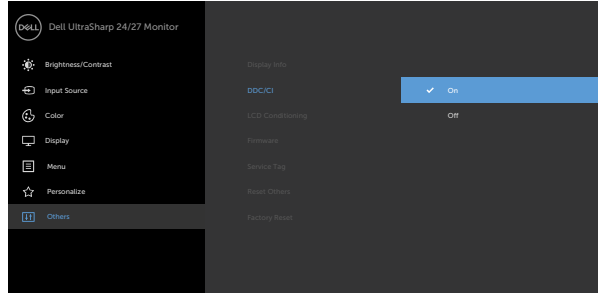 DELL Dell UltraSharp 24/27 Monitor
Brightness/Contrast
Input Source
Color
Display
Menu
Personalize
Others
Display Info
DDC/CI
LCD Conditioning
Firmware
Service Tag
Reset Others
Factory Reset
On
Off